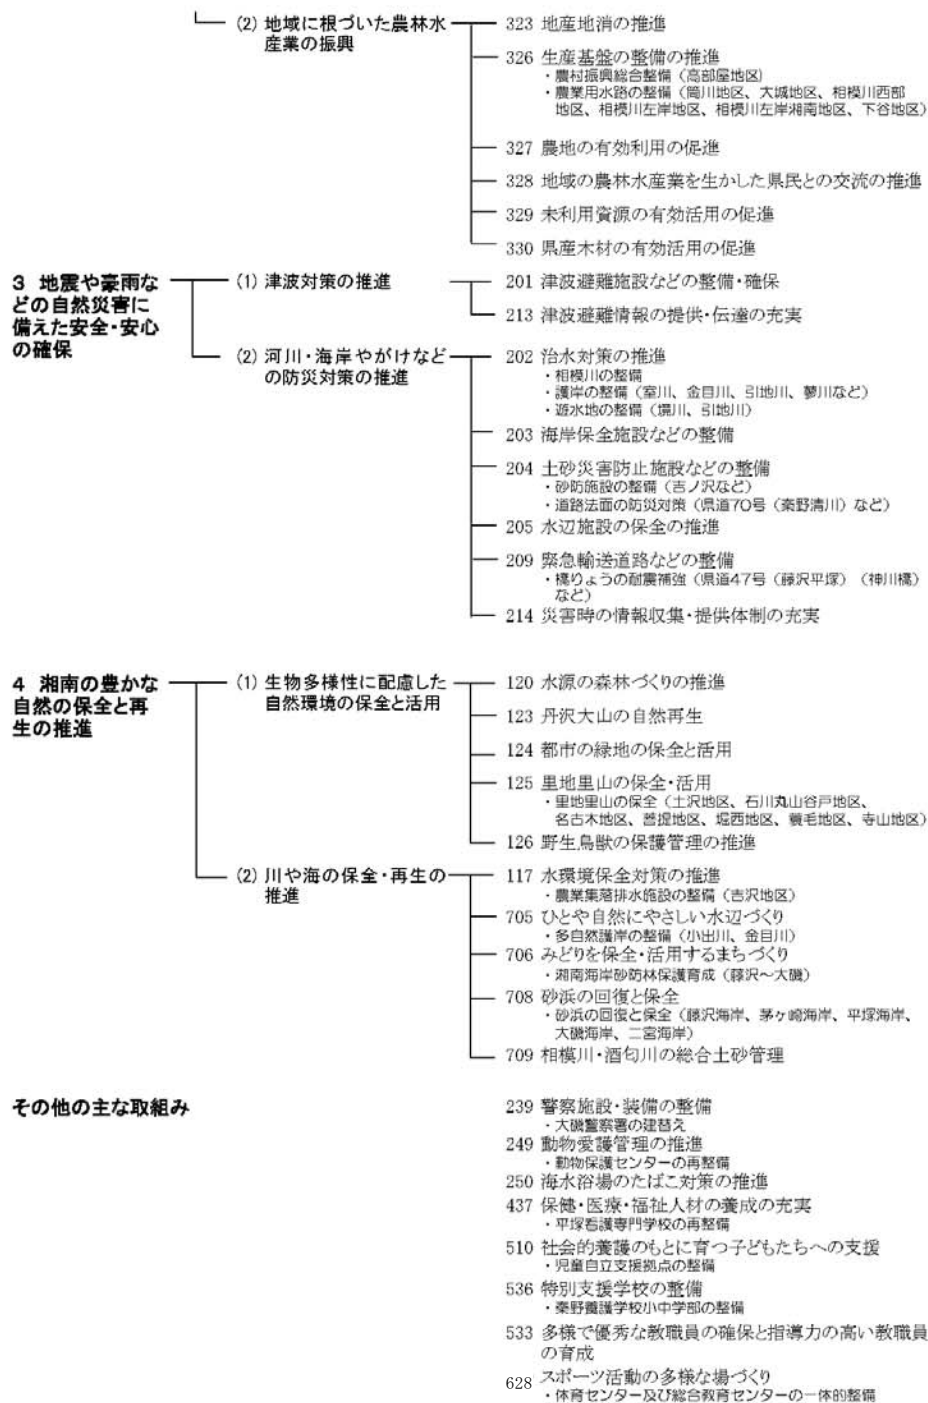 (2) 地域に根づいた農林水
産業の振興
323 地産地消の推進
326 生産基盤の整備の推進
・農村振興総合整備（高部屋地区)
・農業用水路の整備（筒川地区、大城地区、相模川西部
地区、相模川左岸地区、相模川左岸湘南地区、下谷地区）
327 農地の有効利用の促進
328 地域の農林水産業を生かした県民との交流の推進
329 未利用資源の有効活用の促進
330 県産木材の有効活用の促進
3 地震や豪雨な
どの自然災害に
備えた安全・安心
の確保
(1) 津波対策の推進
201 津波避難施設などの整備・確保
213 津波避難情報の提供・伝達の充実
(2) 河川・海岸やがけなど
の防災対策の推進
202 治水対策の推進
・相模川の整備
・護岸の整備（室川、金目川、引地川、蓼川など）
・遊水地の整備（境川、引地川）
203 海岸保全施設などの整備
204 土砂災害防止施設などの整備
・砂防施設の整備（吉ノ沢など）
・道路法面の防災対策（県道70号（秦野清川）など）
205 水辺施設の保全の推進
209 緊急輸送道路などの整備
・橋りょうの耐震補強（県道47号（藤沢平塚）（神川橋）
など）
214 災害時の情報収集・提供体制の充実
4 湘南の豊かな
自然の保全と再
生の推進
(1) 生物多様性に配慮した
自然環境の保全と活用
120 水源の森林づくりの推進
123 丹沢大山の自然再生
124 都市の緑地の保全と活用
125 里地里山の保全・活用
・里地里山の保全（土沢地区、石川丸山谷戸地区、
名古木地区、菩提地区、堀西地区、蓑毛地区、寺山地区）
126 野生鳥獣の保護管理の推進
(2) 川や海の保全・再生の
推進
117 水環境保全対策の推進
・農業集落排水施設の整備（吉沢地区）
705 ひとや自然にやさしい水辺づくり
・多自然護岸の整備（小出川、金目川）
706 みどりを保全・活用するまちづくり
・湘南海岸砂防林保護育成（藤沢～大磯）
708 砂浜の回復と保全
・砂浜の回復と保全（藤沢海岸、茅ヶ崎海岸、平塚海岸、
大磯海岸、二宮海岸）
709 相模川・酒匂川の総合土砂管理
その他の主な取組み
239 警察施設・装備の整備
・大磯警察署の建替え
249 動物愛護管理の推進
・動物保護センターの再整備
250 海水浴場のたばこ対策の推進
437 保健・医療・福祉人材の養成の充実
・平塚看護専門学校の再整備
510 社会的養護のもとに育つ子どもたちへの支援
・児童自立支援拠点の整備
536 特別支援学校の整備
・秦野養護学校小中学部の整備
533 多様で優秀な教職員の確保と指導力の高い教職員
の育成
628 スポーツ活動の多様な場づくり
・体育センター及び総合教育センターの一体的整備